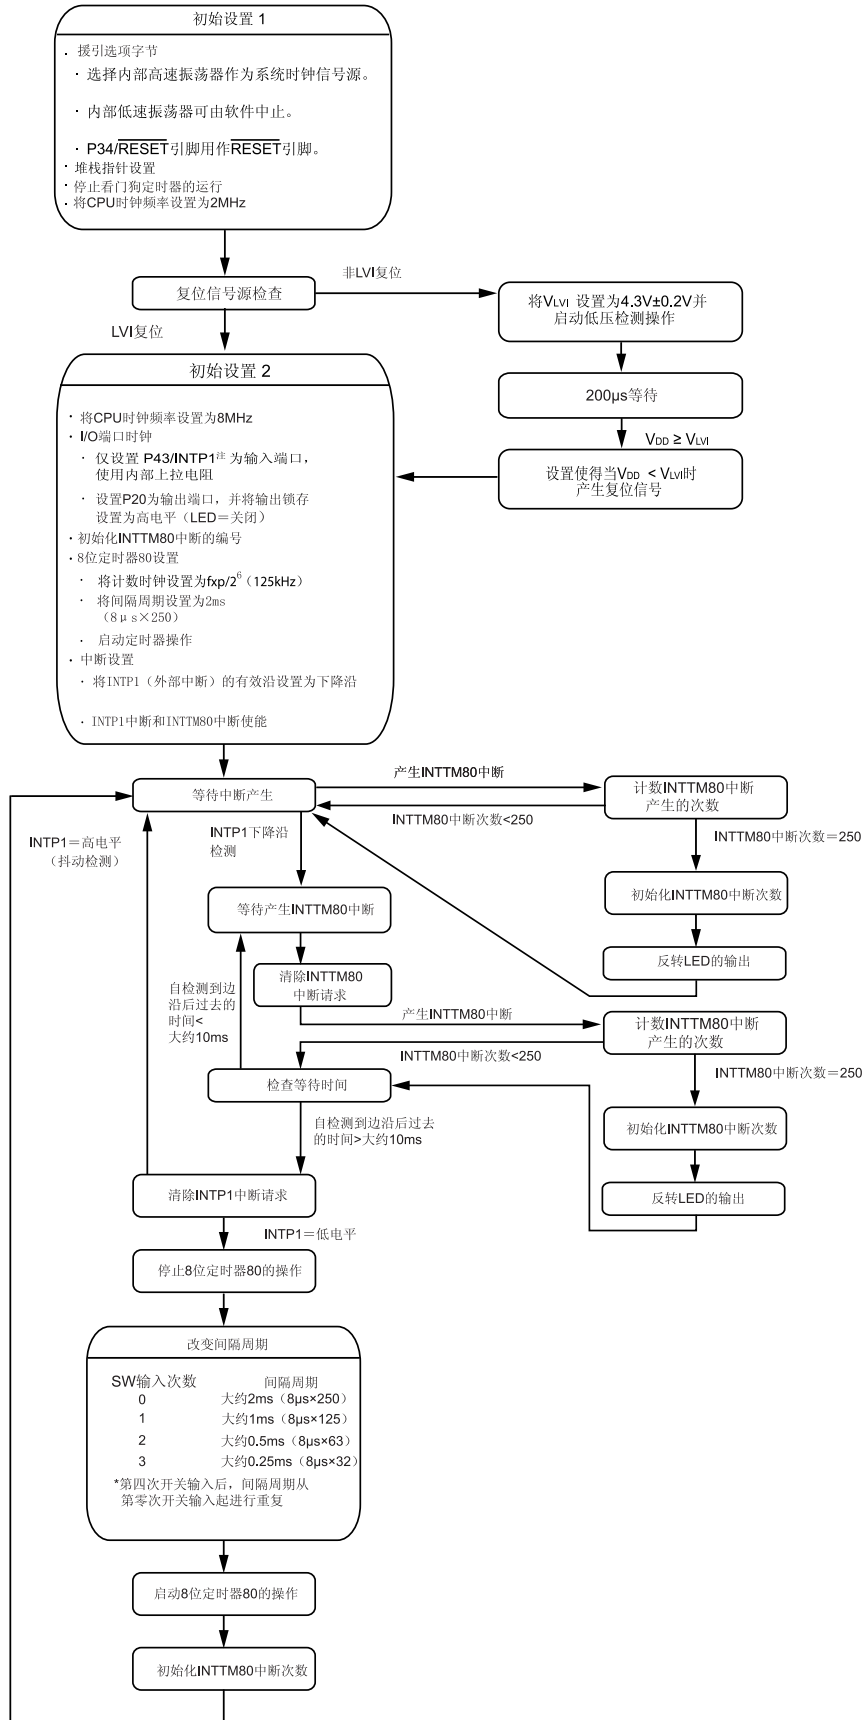 初始设置 1
· 援引选项字节
· 选择内部高速振荡器作为系统时钟信号源。
· 内部低速振荡器可由软件中止。
· P34/RESET引脚用作RESET引脚。
· 堆栈指针设置
· 停止看门狗定时器的运行
· 将CPU时钟频率设置为2MHz
复位信号源检查
非LVI复位
LVI复位
将VLVI 设置为4.3V±0.2V并
启动低压检测操作
200μs等待
VDD ≥ VLVI
设置使得当VDD < VLVI时
产生复位信号
初始设置 2
· 将CPU时钟频率设置为8MHz
· I/O端口时钟
· 仅设置 P43/INTP1注 为输入端口，
使用内部上拉电阻
· 设置P20为输出端口，并将输出锁存
设置为高电平（LED＝关闭）
· 初始化INTTM80中断的编号
· 8位定时器80设置
· 将计数时钟设置为fxp/2⁶（125kHz）
· 将间隔周期设置为2ms
（8μs×250）
· 启动定时器操作
· 中断设置
· 将INTP1（外部中断）的有效沿设置为下降沿
· INTP1中断和INTTM80中断使能
等待中断产生
产生INTTM80中断
计数INTTM80中断
产生的次数
INTTM80中断次数<250
INTTM80中断次数＝250
INTP1＝高电平
（抖动检测）
INTP1下降沿
检测
初始化INTTM80中断次数
等待产生INTTM80中断
反转LED的输出
清除INTTM80
中断请求
自检测到边
沿后过去的
时间<
大约10ms
产生INTTM80中断
计数INTTM80中断
产生的次数
INTTM80中断次数<250
INTTM80中断次数＝250
检查等待时间
自检测到边沿后过去
的时间>大约10ms
初始化INTTM80中断次数
清除INTP1中断请求
反转LED的输出
INTP1＝低电平
停止8位定时器80的操作
改变间隔周期
SW输入次数 间隔周期
0 大约2ms（8μs×250）
1 大约1ms（8μs×125）
2 大约0.5ms（8μs×63）
3 大约0.25ms（8μs×32）
*第四次开关输入后，间隔周期从
第零次开关输入起进行重复
启动8位定时器80的操作
初始化INTTM80中断次数